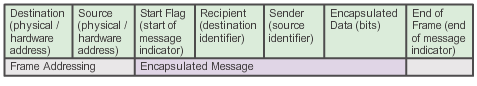 Destination
(physical /
hardware
address)
Source
(physical /
hardware
address)
Start Flag
(start of
message
indicator)
Recipient
(destination
identifier)
Sender
(source
identifier)
Encapsulated
Data (bits)
End of
Frame (end
of message
indicator)
Frame Addressing
Encapsulated Message